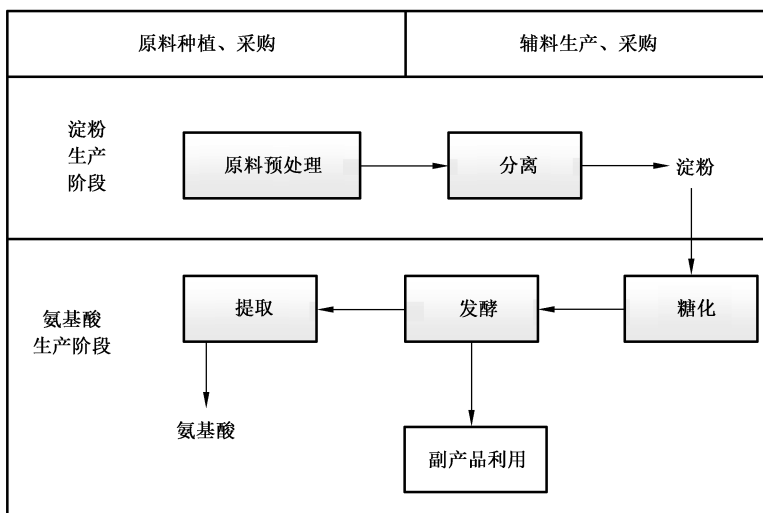 原料种植、采购
辅料生产、采购
淀粉
生产
阶段
原料预处理
分离
淀粉
氨基酸
生产阶段
提取
发酵
糖化
氨基酸
副产品利用